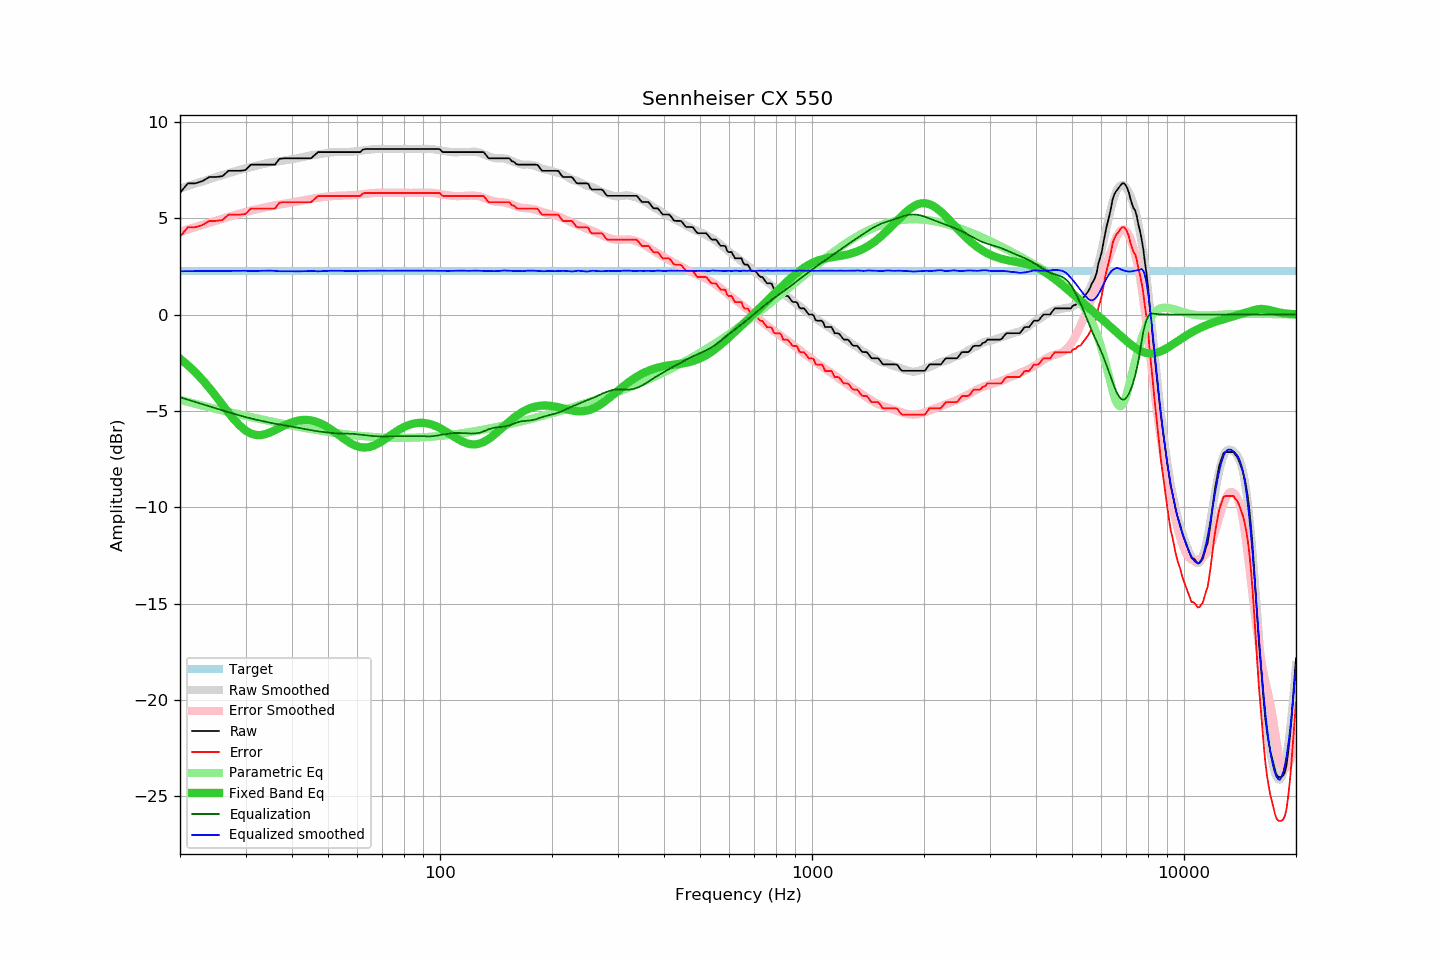 Sennheiser CX 550
10
5
0
−5
−10
−15
−20
−25
Amplitude (dBr)
Target
Raw Smoothed
Error Smoothed
Raw
Error
Parametric Eq
Fixed Band Eq
Equalization
Equalized smoothed
100
1000
10000
Frequency (Hz)